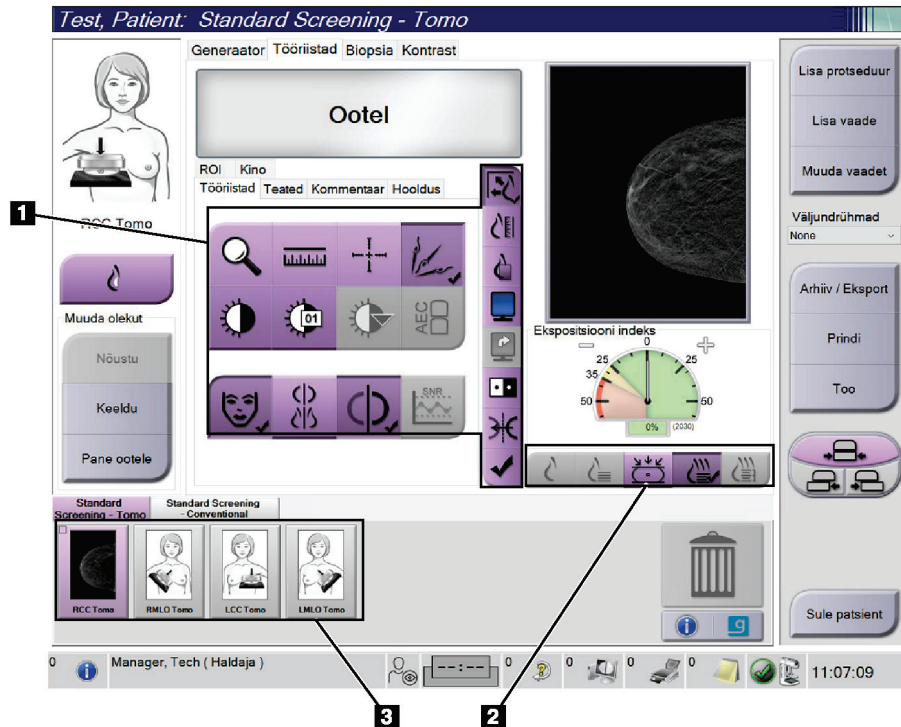 Test, Patient: Standard Screening - Tomo
Generaator Tööriistad Biopsia Kontrast
Ootel
ROI Kino
Tööriistad Teated Kommentaar Hooldus
1
RCC Tomo
01
AEC
SNR
Muuda olekut
Nõustu
Keeldu
Pane ootele
Ekspositsiooni indeks
0
25 25
35
50 50
0% (2030)
Lisa protseduur
Lisa vaade
Muuda vaadet
Väljundrühmad
None
Arhiiv / Eksport
Prindi
Too
Sule patsient
Standard Screening - Tomo
Standard Screening - Conventional
RCC Tomo RMLO Tomo LCC Tomo LMLO Tomo
0 Manager, Tech ( Haldaja ) --:-- 0 0 0 0 11:07:09
3 2